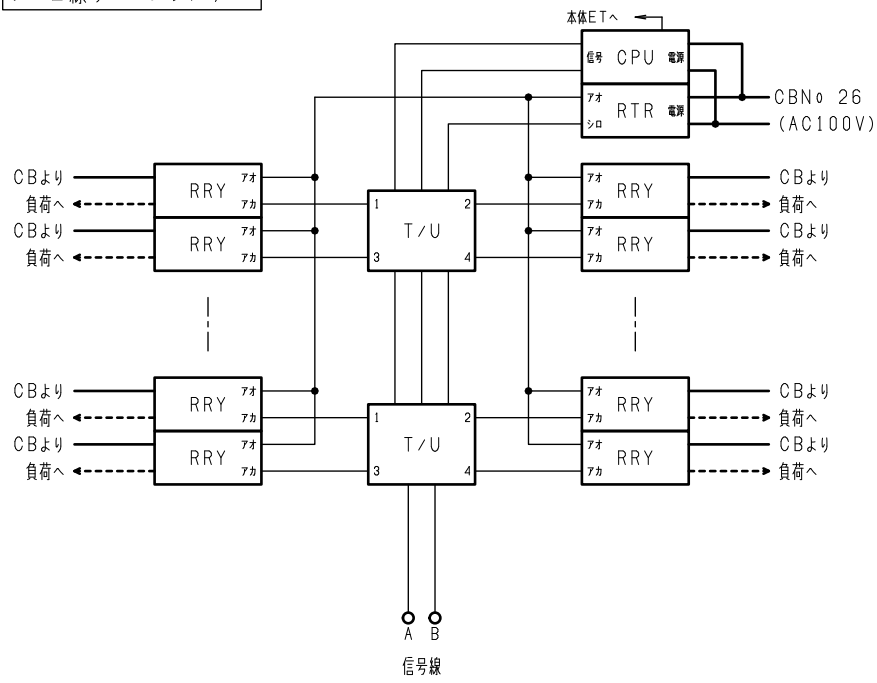 本体ETへ
信号 CPU 電源
アオ RTR 電源
シロ
CBNo 26
(AC100V)
CBより RRY アオ
負荷へ アカ
CBより RRY アオ
負荷へ アカ
1 2
T/U
3 4
アオ RRY CBより
アカ 負荷へ
アオ RRY CBより
アカ 負荷へ
CBより RRY アオ
負荷へ アカ
CBより RRY アオ
負荷へ アカ
1 2
T/U
3 4
アオ RRY CBより
アカ 負荷へ
アオ RRY CBより
アカ 負荷へ
A B
信号線